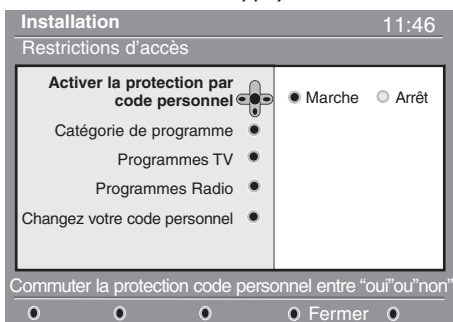 Installation 11:46
Restrictions d'accès
Activer la protection par
code personnel
Marche Arrêt
Catégorie de programme
Programmes TV
Programmes Radio
Changez votre code personnel
Commuter la protection code personnel entre “oui”ou”non”
Fermer